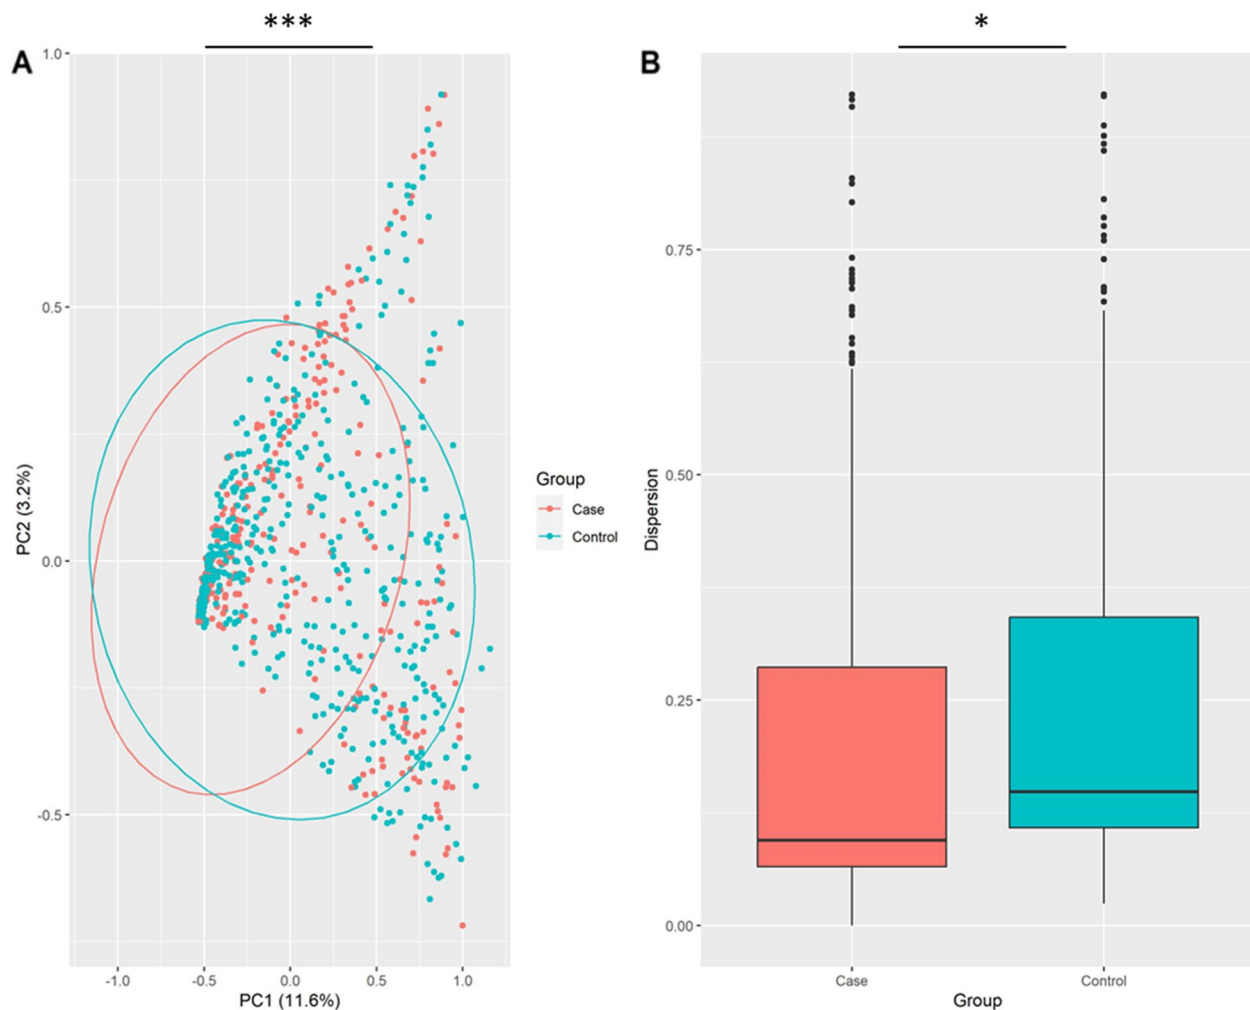 ***
*
A
B
1.0
0.5
0.0
-0.5
PC2 (3.2%)
-1.0
-0.5
0.0
0.5
1.0
PC1 (11.6%)
Group
Case
Control
0.75
0.50
0.25
0.00
Dispersion
Case
Control
Group